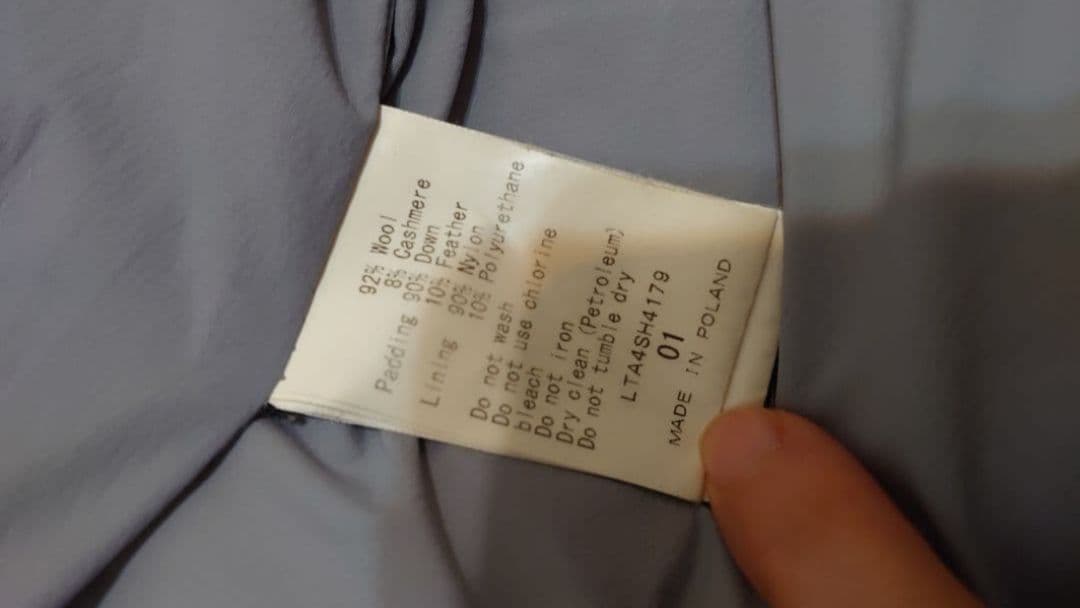 92% Wool
8% Cashmere
Padding 90% Down
10% Feather
Lining 90% Nylon
10% Polyurethane
Do not wash
Do not use chlorine
bleach
Do not iron
Dry clean (Petroleum)
Do not tumble dry
LTA4SH4179
01
MADE IN POLAND